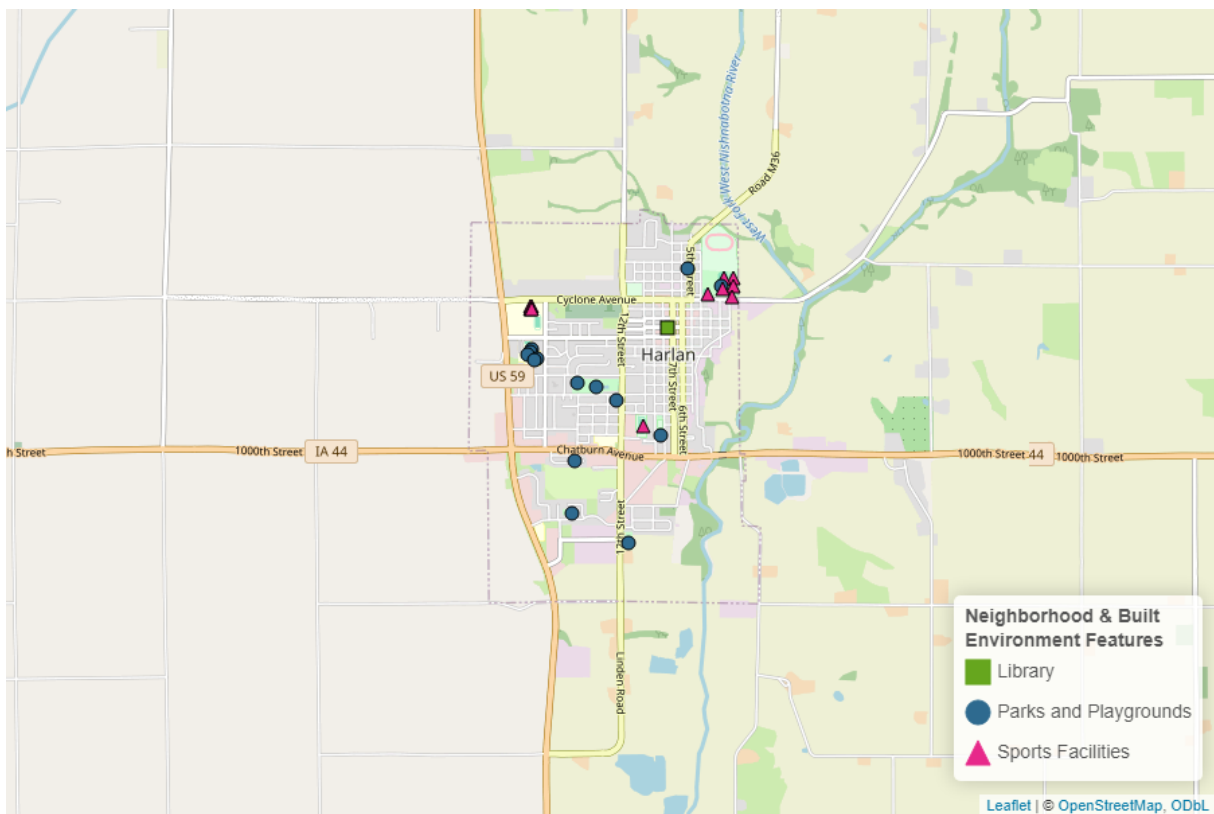 West Fork West Nishnabotna River
Road M36
5th Street
Cyclone Avenue
12th Street
Harlan
7th Street
US 59
6th Street
h Street
1000th Street
IA 44
Chatburn Avenue
1000th Street
44
1000th Street
12th Street
Linden Road
Neighborhood & Built
Environment Features
Library
Parks and Playgrounds
Sports Facilities
Leaflet | © OpenStreetMap, ODbL